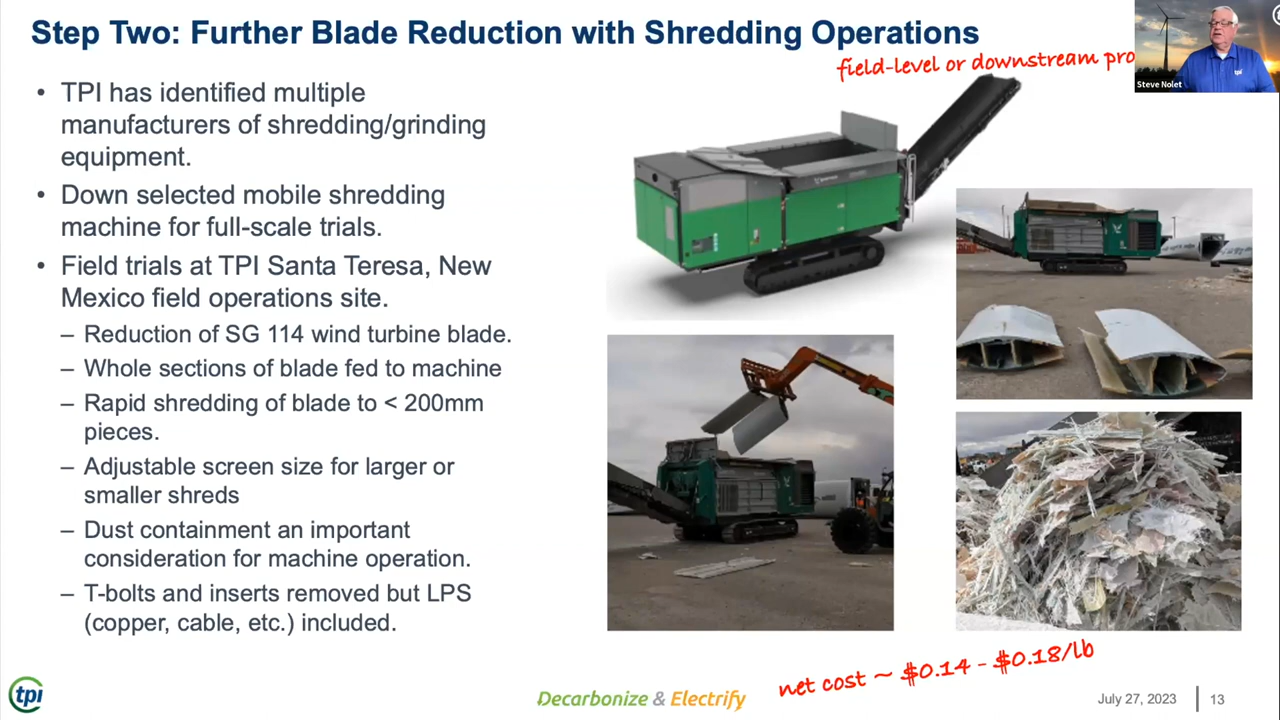 Step Two: Further Blade Reduction with Shredding Operations
field-level or downstream pro
Steve Nolet
• TPI has identified multiple
manufacturers of shredding/grinding
equipment.
• Down selected mobile shredding
machine for full-scale trials.
• Field trials at TPI Santa Teresa, New
Mexico field operations site.
– Reduction of SG 114 wind turbine blade.
– Whole sections of blade fed to machine
– Rapid shredding of blade to < 200mm
pieces.
– Adjustable screen size for larger or
smaller shreds
– Dust containment an important
consideration for machine operation.
– T-bolts and inserts removed but LPS
(copper, cable, etc.) included.
net cost ~ $0.14 - $0.18/lb
tpi
Decarbonize & Electrify
July 27, 2023
13